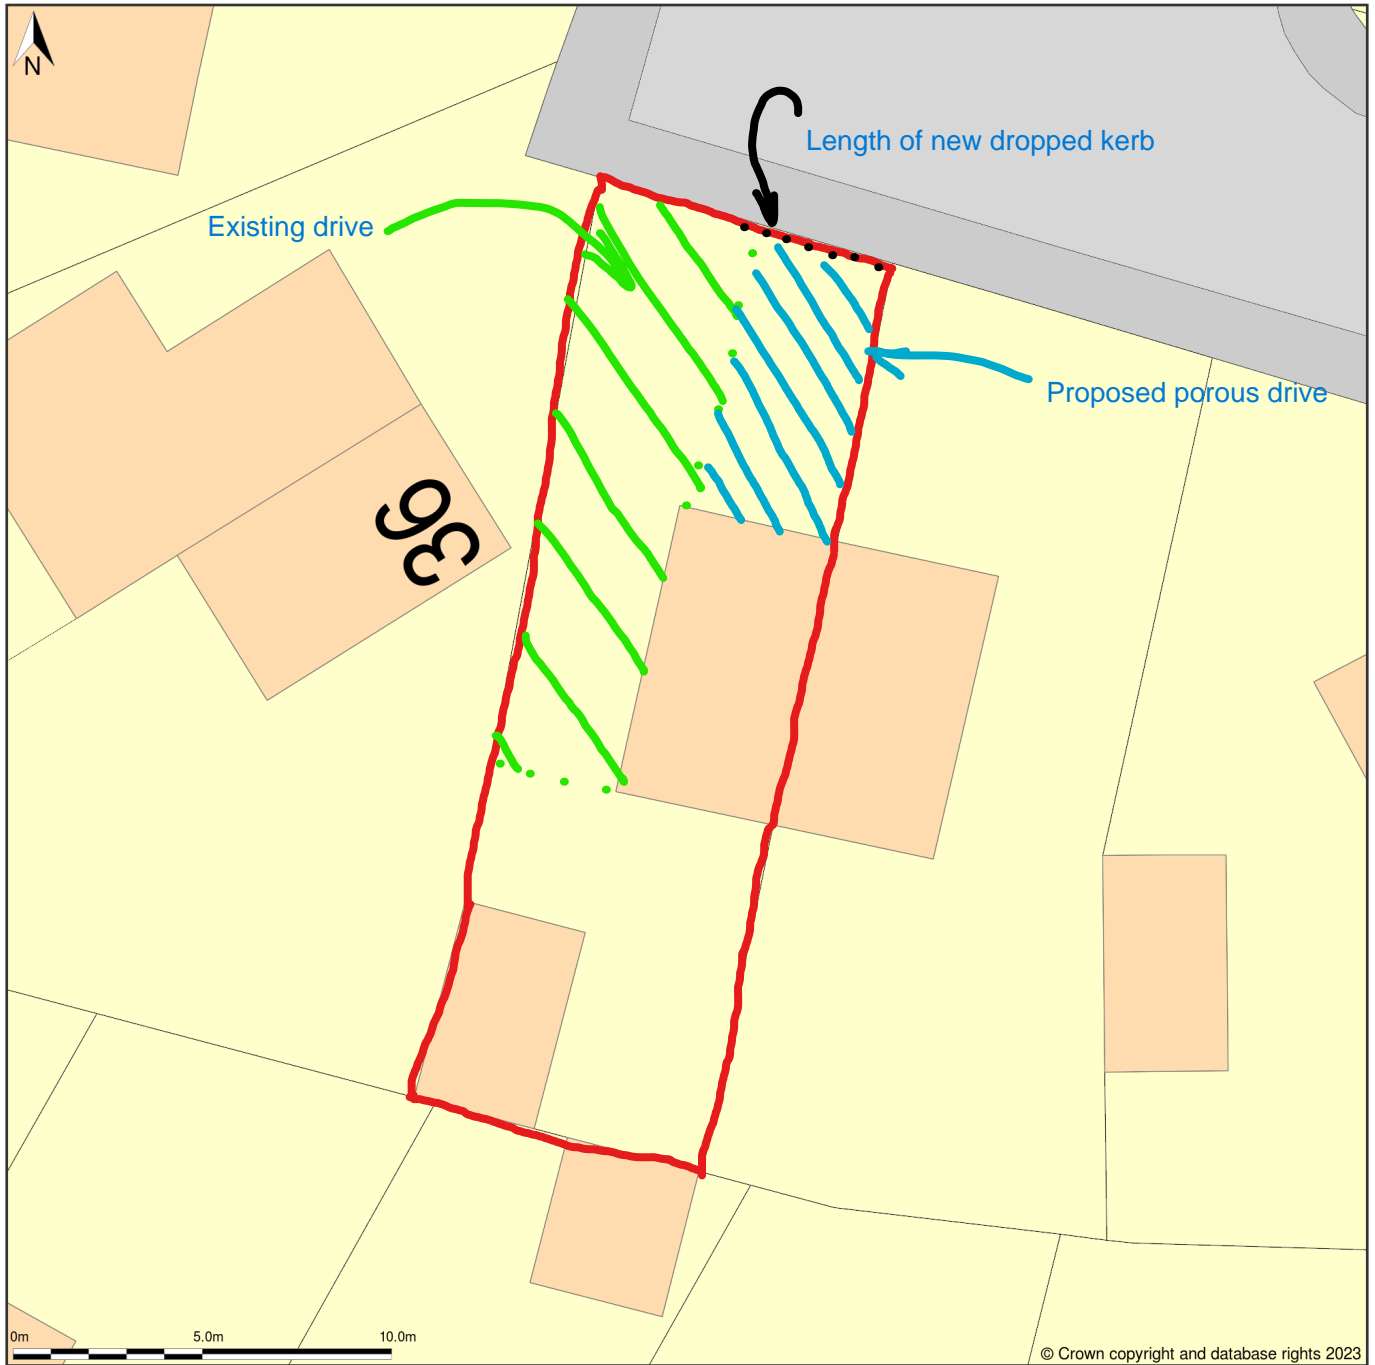 N
Length of new dropped kerb
Existing drive
Proposed porous drive
36
0m 5.0m 10.0m
© Crown copyright and database rights 2023